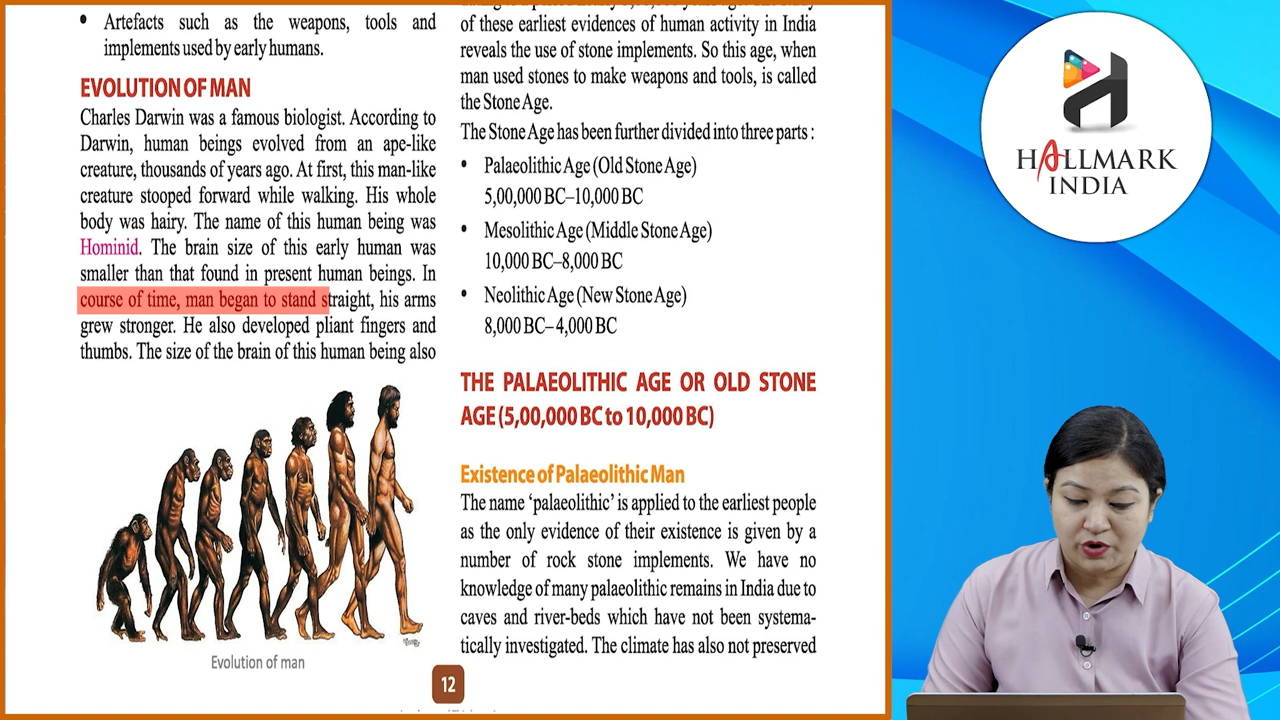 • Artefacts such as the weapons, tools and
implements used by early humans.
EVOLUTION OF MAN
Charles Darwin was a famous biologist. According to
Darwin, human beings evolved from an ape-like
creature, thousands of years ago. At first, this man-like
creature stooped forward while walking. His whole
body was hairy. The name of this human being was
Hominid. The brain size of this early human was
smaller than that found in present human beings. In
course of time, man began to stand straight, his arms
grew stronger. He also developed pliant fingers and
thumbs. The size of the brain of this human being also
Evolution of man
of these earliest evidences of human activity in India
reveals the use of stone implements. So this age, when
man used stones to make weapons and tools, is called
the Stone Age.
The Stone Age has been further divided into three parts :
• Palaeolithic Age (Old Stone Age)
5,00,000 BC–10,000 BC
• Mesolithic Age (Middle Stone Age)
10,000 BC–8,000 BC
• Neolithic Age (New Stone Age)
8,000 BC–4,000 BC
THE PALAEOLITHIC AGE OR OLD STONE
AGE (5,00,000 BC to 10,000 BC)
Existence of Palaeolithic Man
The name ‘palaeolithic’ is applied to the earliest people
as the only evidence of their existence is given by a
number of rock stone implements. We have no
knowledge of many palaeolithic remains in India due to
caves and river-beds which have not been systema-
tically investigated. The climate has also not preserved
12
HALLMARK
INDIA